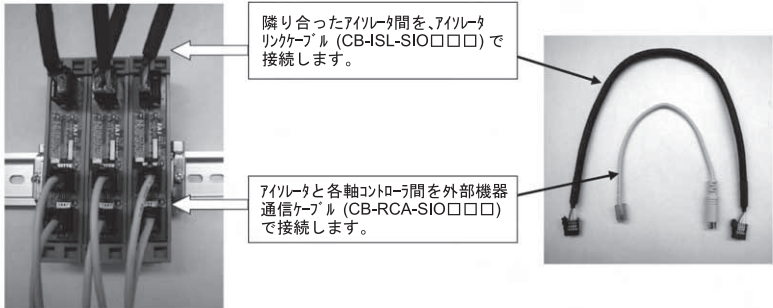 隣り合ったｱｲｿﾚｰﾀ間を、ｱｲｿﾚｰﾀ
ﾘﾝｸｹｰﾌﾞﾙ (CB-ISL-SIO□□□) で
接続します。
ｱｲｿﾚｰﾀと各軸ｺﾝﾄﾛｰﾗ間を外部機器
通信ｹｰﾌﾞﾙ (CB-RCA-SIO□□□)
で接続します。